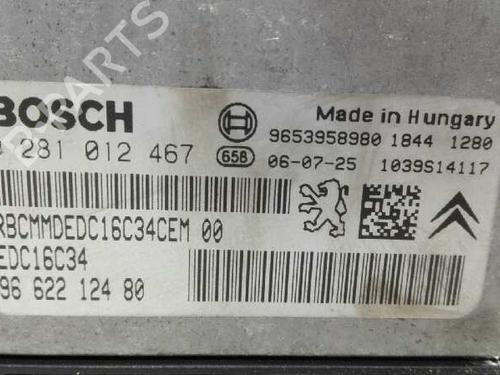 BOSCH
281 012 467
658
Made in Hungary
9653958980 1844 1280
06-07-25 1039S14117
RBCMMDEDC16C34CEM 00
EDC16C34
96 622 124 80